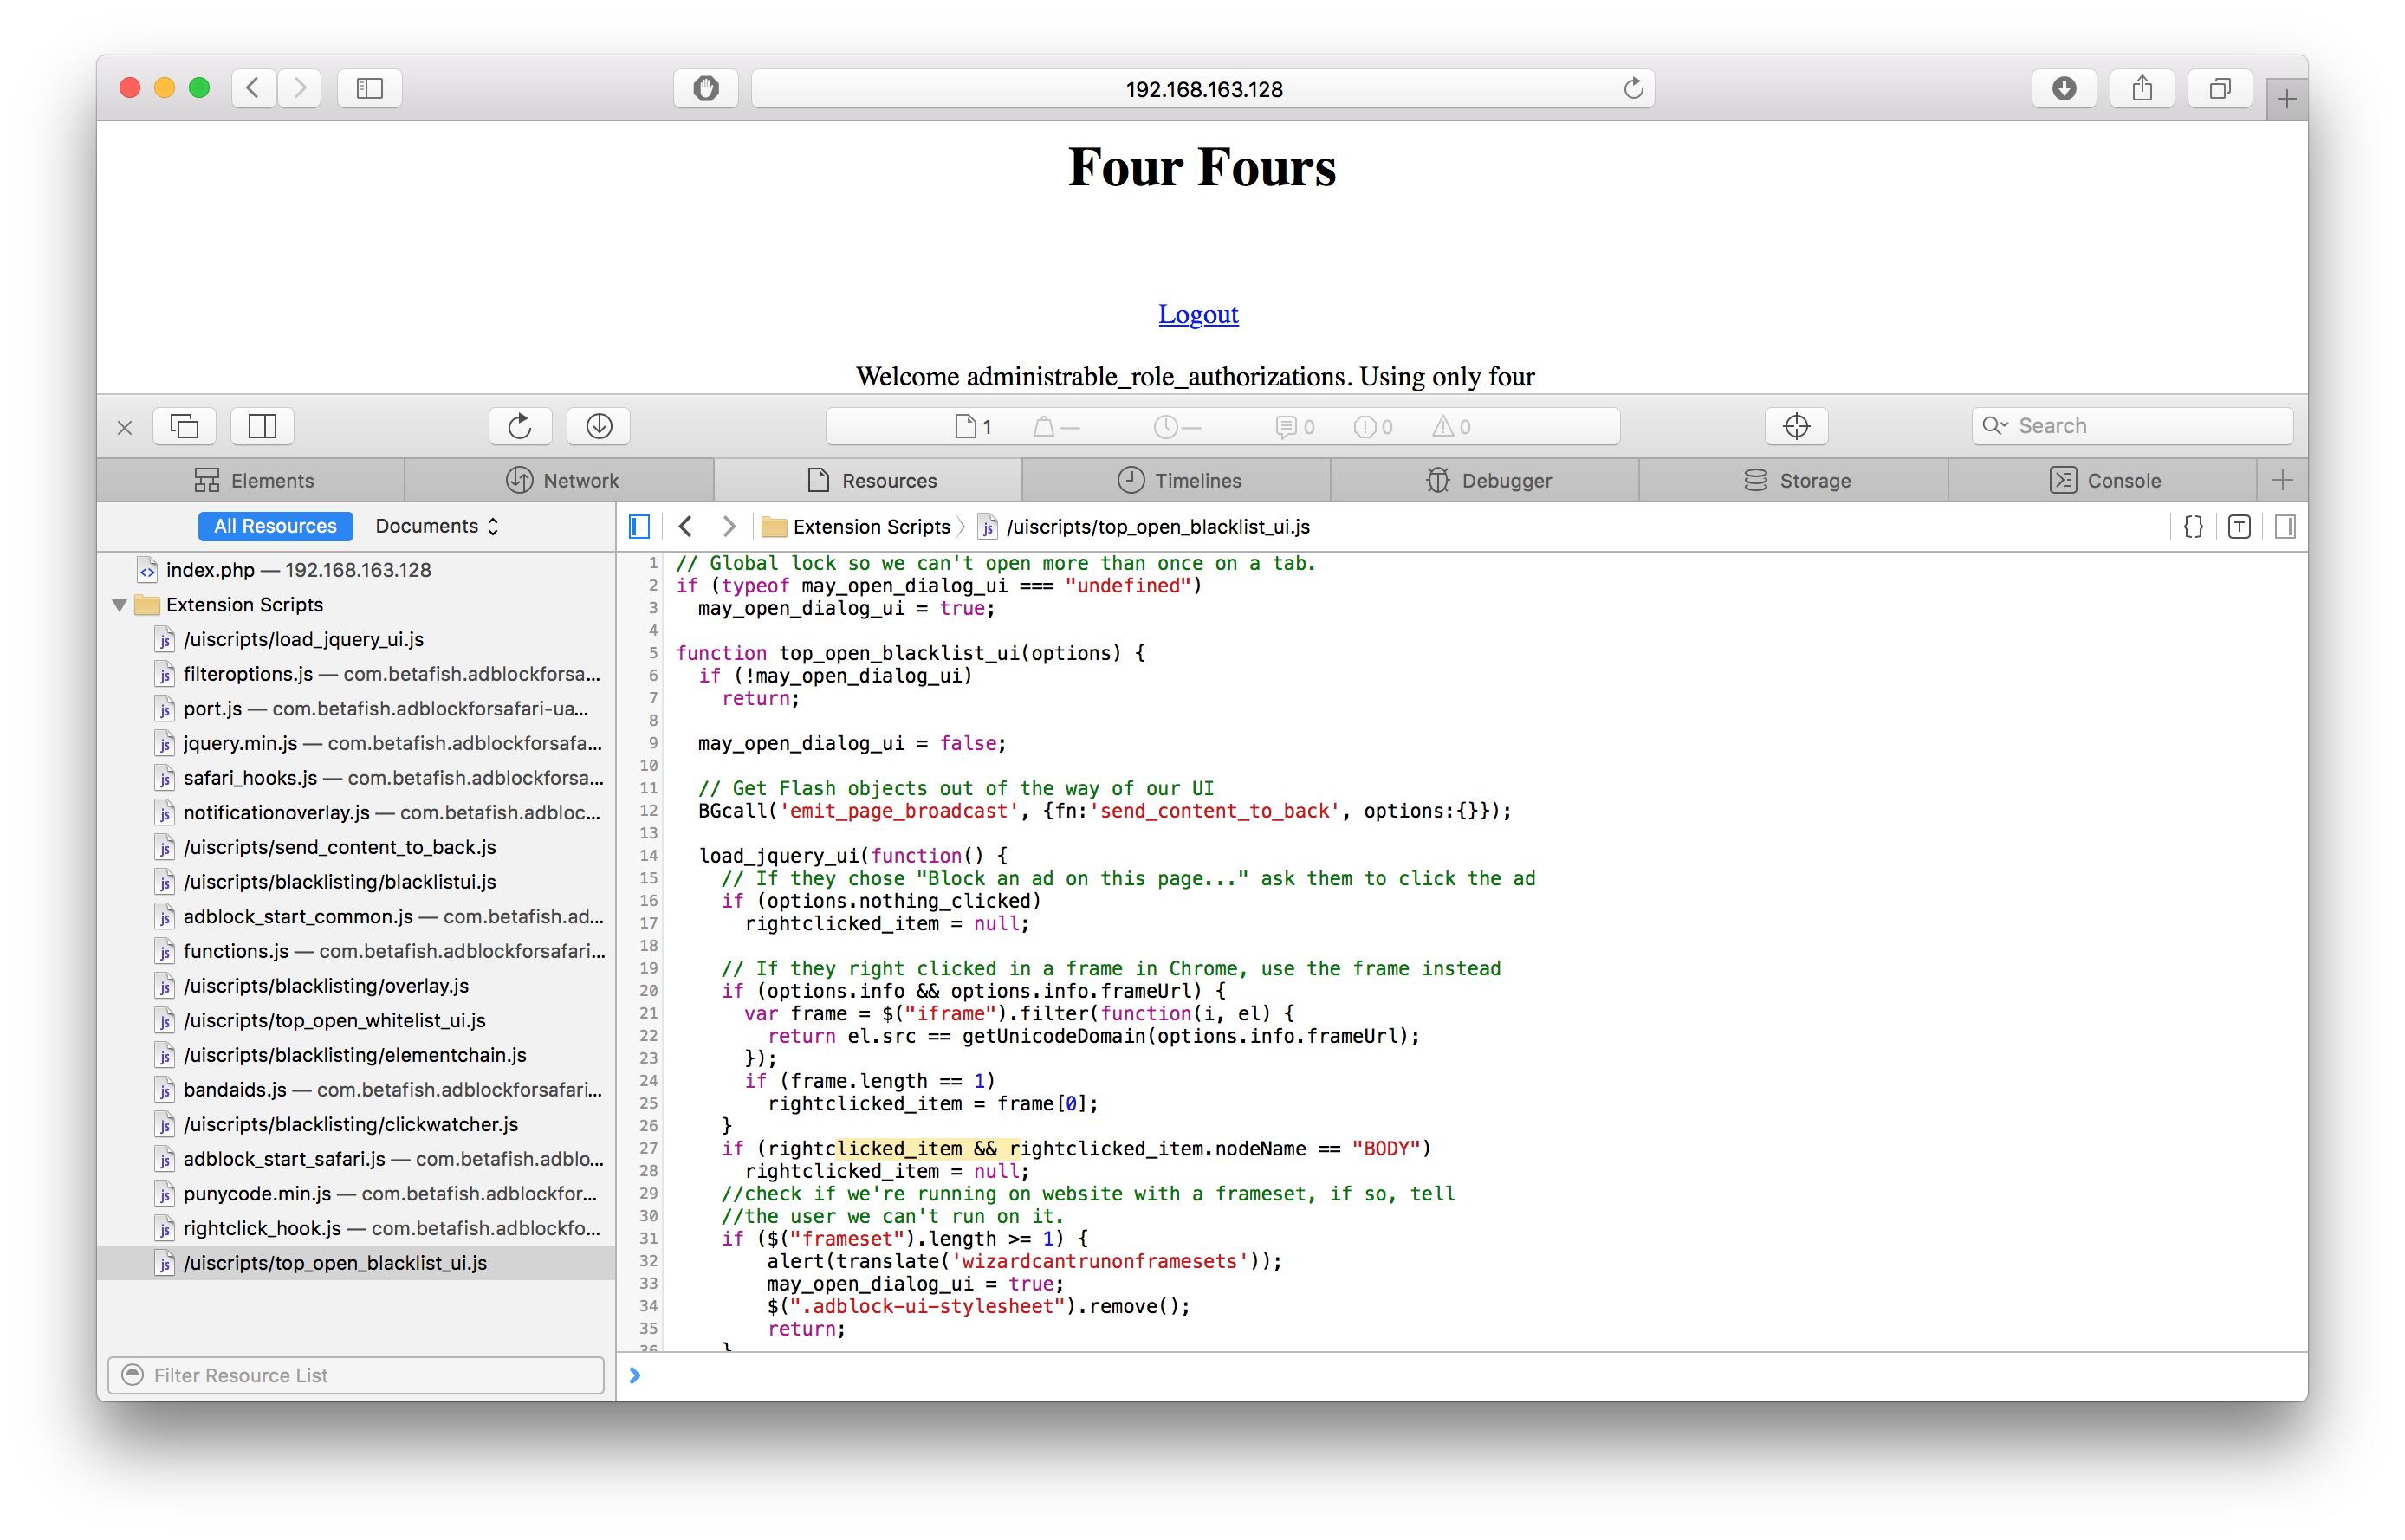 192.168.163.128
Four Fours
Logout
Welcome administrable_role_authorizations. Using only four
1 — — 0 0 0
Search
Elements Network Resources Timelines Debugger Storage Console
All Resources Documents
Extension Scripts /uiscripts/top_open_blacklist_ui.js
index.php — 192.168.163.128
Extension Scripts
/uiscripts/load_jquery_ui.js
filteroptions.js — com.betafish.adblockforsa...
port.js — com.betafish.adblockforsafari-ua...
jquery.min.js — com.betafish.adblockforsafa...
safari_hooks.js — com.betafish.adblockforsa...
notificationoverlay.js — com.betafish.adbloc...
/uiscripts/send_content_to_back.js
/uiscripts/blacklisting/blacklistui.js
adblock_start_common.js — com.betafish.ad...
functions.js — com.betafish.adblockforsafari...
/uiscripts/blacklisting/overlay.js
/uiscripts/top_open_whitelist_ui.js
/uiscripts/blacklisting/elementchain.js
bandaids.js — com.betafish.adblockforsafari...
/uiscripts/blacklisting/clickwatcher.js
adblock_start_safari.js — com.betafish.adblo...
punycode.min.js — com.betafish.adblockfor...
rightclick_hook.js — com.betafish.adblockfo...
/uiscripts/top_open_blacklist_ui.js
Filter Resource List
1 // Global lock so we can't open more than once on a tab.
2 if (typeof may_open_dialog_ui === "undefined")
3 may_open_dialog_ui = true;
4
5 function top_open_blacklist_ui(options) {
6 if (!may_open_dialog_ui)
7 return;
8
9 may_open_dialog_ui = false;
10
11 // Get Flash objects out of the way of our UI
12 BGcall('emit_page_broadcast', {fn:'send_content_to_back', options:{}});
13
14 load_jquery_ui(function() {
15 // If they chose "Block an ad on this page..." ask them to click the ad
16 if (options.nothing_clicked)
17 rightclicked_item = null;
18
19 // If they right clicked in a frame in Chrome, use the frame instead
20 if (options.info && options.info.frameUrl) {
21 var frame = $("iframe").filter(function(i, el) {
22 return el.src == getUnicodeDomain(options.info.frameUrl);
23 });
24 if (frame.length == 1)
25 rightclicked_item = frame[0];
26 }
27 if (rightclicked_item && rightclicked_item.nodeName == "BODY")
28 rightclicked_item = null;
29 //check if we're running on website with a frameset, if so, tell
30 //the user we can't run on it.
31 if ($("frameset").length >= 1) {
32 alert(translate('wizardcantrunonframesets'));
33 may_open_dialog_ui = true;
34 $(".adblock-ui-stylesheet").remove();
35 return;
36 }